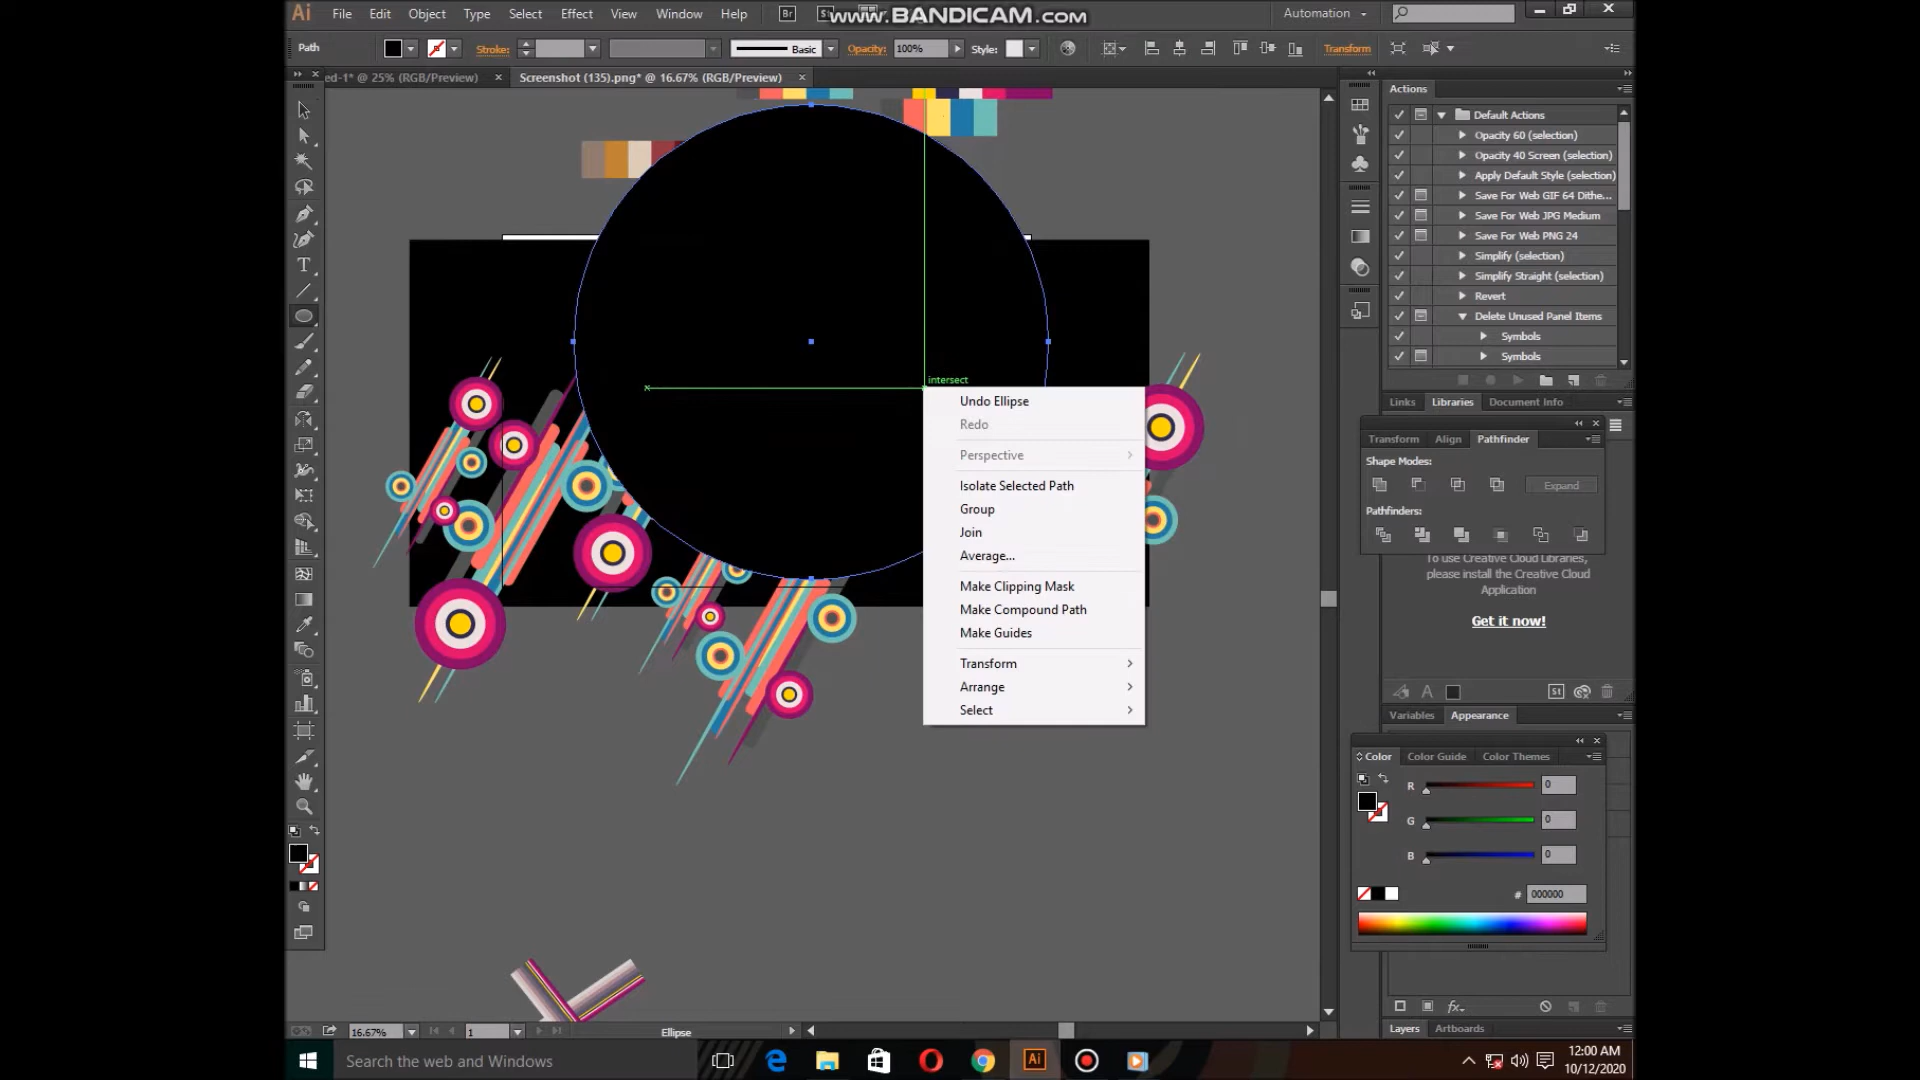 Ai File Edit Object Type Select Effect View Window Help Br St www.BANDICAM.com Automation
Path Stroke: Basic Opacity: 100% Style: Transform
ed-1* @ 25% (RGB/Preview) × Screenshot (135).png* @ 16.67% (RGB/Preview) ×
Actions
Default Actions
Opacity 60 (selection)
Opacity 40 Screen (selection)
Apply Default Style (selection)
Save For Web GIF 64 Dithe...
Save For Web JPG Medium
Save For Web PNG 24
Simplify (selection)
Simplify Straight (selection)
Revert
Delete Unused Panel Items
Symbols
Symbols
intersect
Undo Ellipse
Redo
Perspective
Isolate Selected Path
Group
Join
Average...
Make Clipping Mask
Make Compound Path
Make Guides
Transform
Arrange
Select
Links Libraries Document Info
Transform Align Pathfinder
Shape Modes:
Expand
Pathfinders:
To use Creative Cloud Libraries,
please install the Creative Cloud
Application
Get it now!
St
Variables Appearance
Color Color Guide Color Themes
R 0
G 0
B 0
# 000000
fx
Layers Artboards
16.67% 1 Ellipse
Search the web and Windows
Ai
12:00 AM
10/12/2020